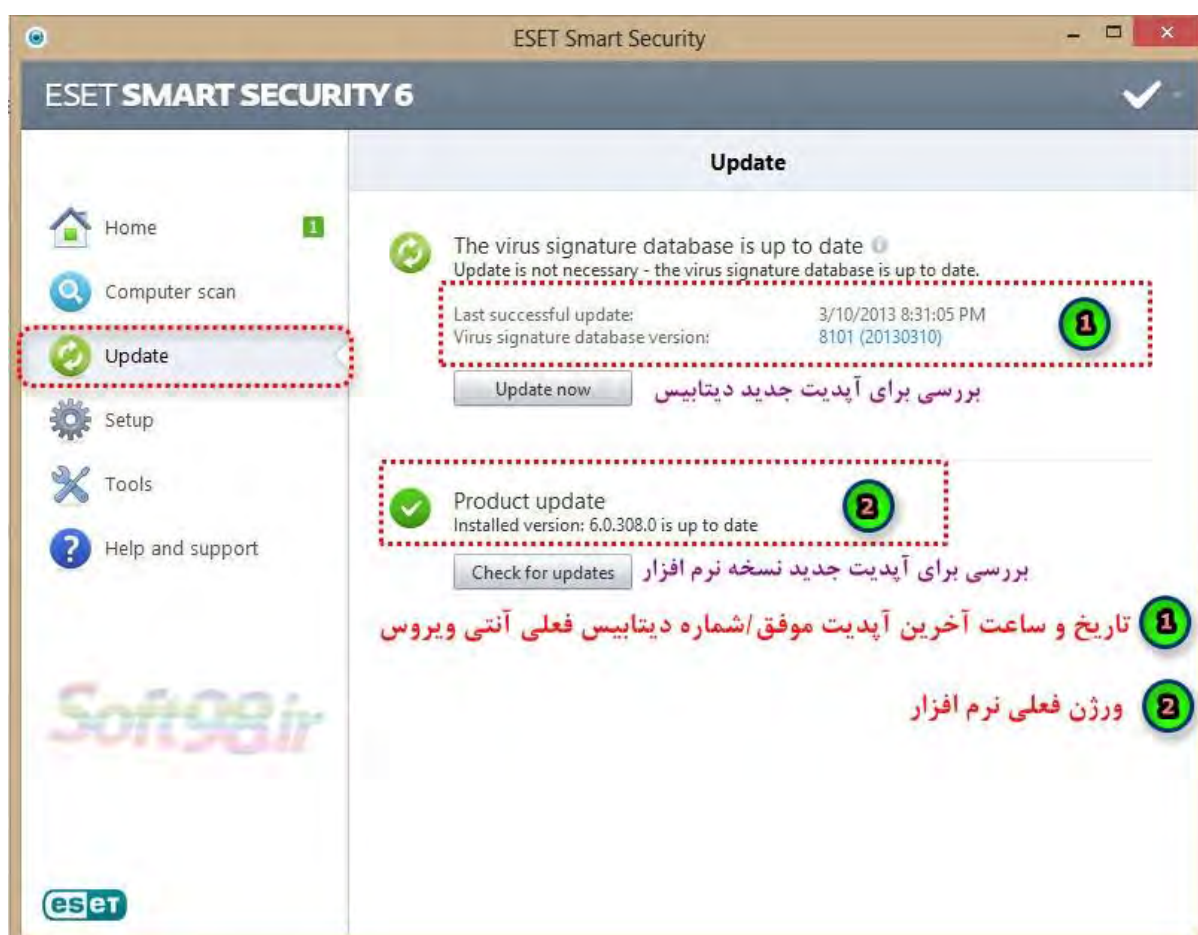 ESET Smart Security
ESET SMART SECURITY 6
Update
Home 1
Computer scan
Update
Setup
Tools
Help and support
The virus signature database is up to date
Update is not necessary - the virus signature database is up to date.
Last successful update: 3/10/2013 8:31:05 PM
Virus signature database version: 8101 (20130310)
1
Update now
بررسی برای آپدیت جدید دیتابیس
Product update
Installed version: 6.0.308.0 is up to date
2
Check for updates
بررسی برای آپدیت جدید نسخه نرم افزار
1 تاریخ و ساعت آخرین آپدیت موفق/شماره دیتابیس فعلی آنتی ویروس
2 ورژن فعلی نرم افزار
Soft98.ir
eseT